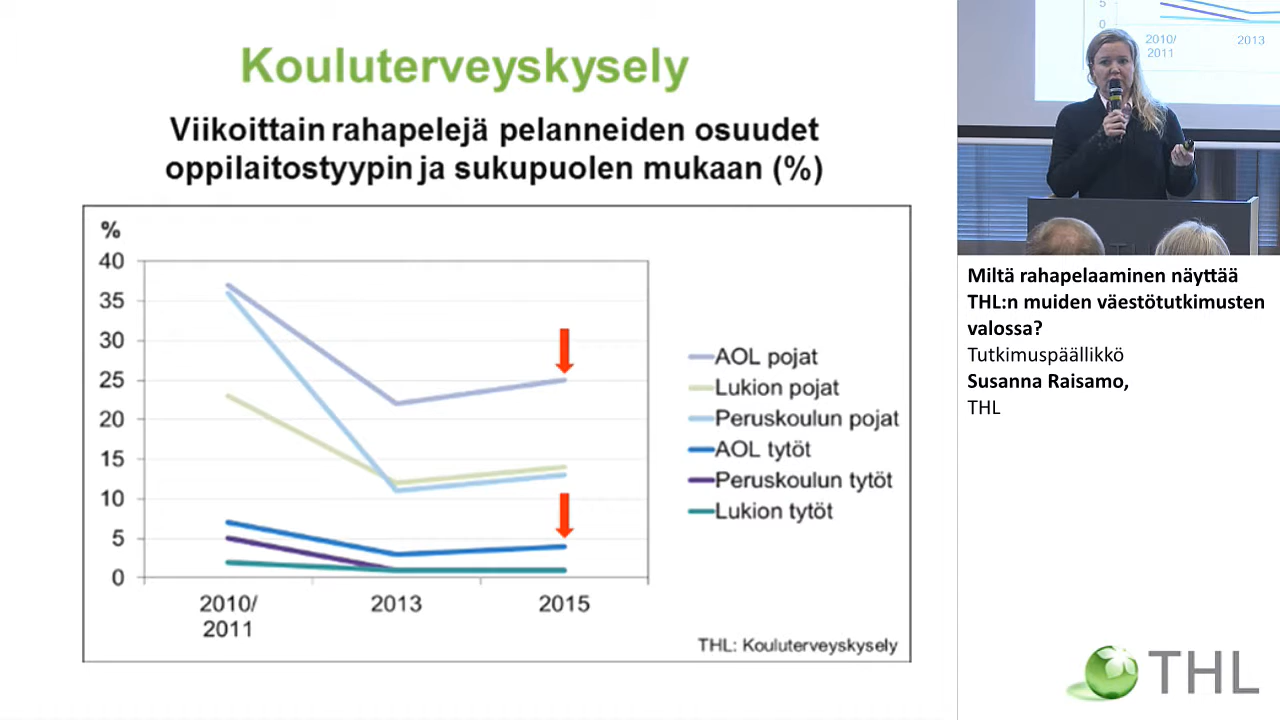 Kouluterveyskysely
Viikoittain rahapelejä pelanneiden osuudet
oppilaitostyypin ja sukupuolen mukaan (%)
%
40
35
30
25
20
15
10
5
0
2010/
2011
2013
2015
AOL pojat
Lukion pojat
Peruskoulun pojat
AOL tytöt
Peruskoulun tytöt
Lukion tytöt
THL: Kouluterveyskysely
5
0
2010/
2011
2013
Miltä rahapelaaminen näyttää
THL:n muiden väestötutkimusten
valossa?
Tutkimuspäällikkö
Susanna Raisamo,
THL
THL